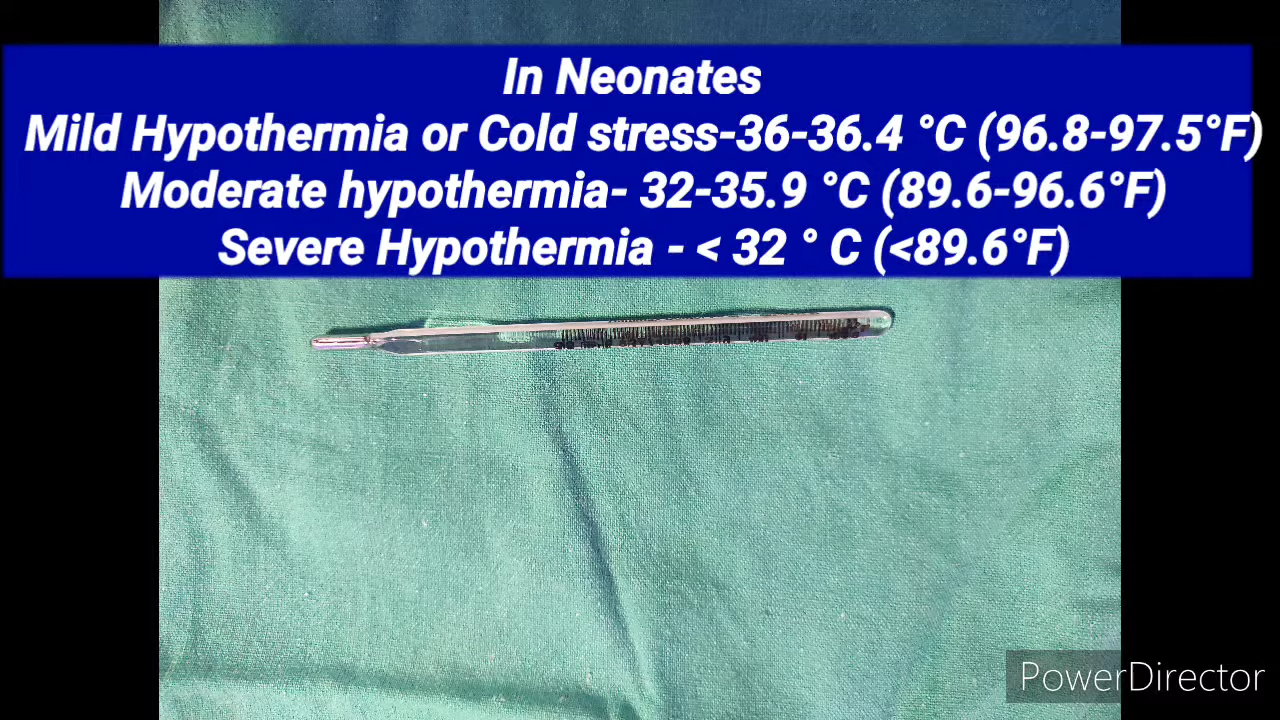 In Neonates
Mild Hypothermia or Cold stress-36-36.4 °C (96.8-97.5°F)
Moderate hypothermia- 32-35.9 °C (89.6-96.6°F)
Severe Hypothermia - < 32 ° C (<89.6°F)
PowerDirector